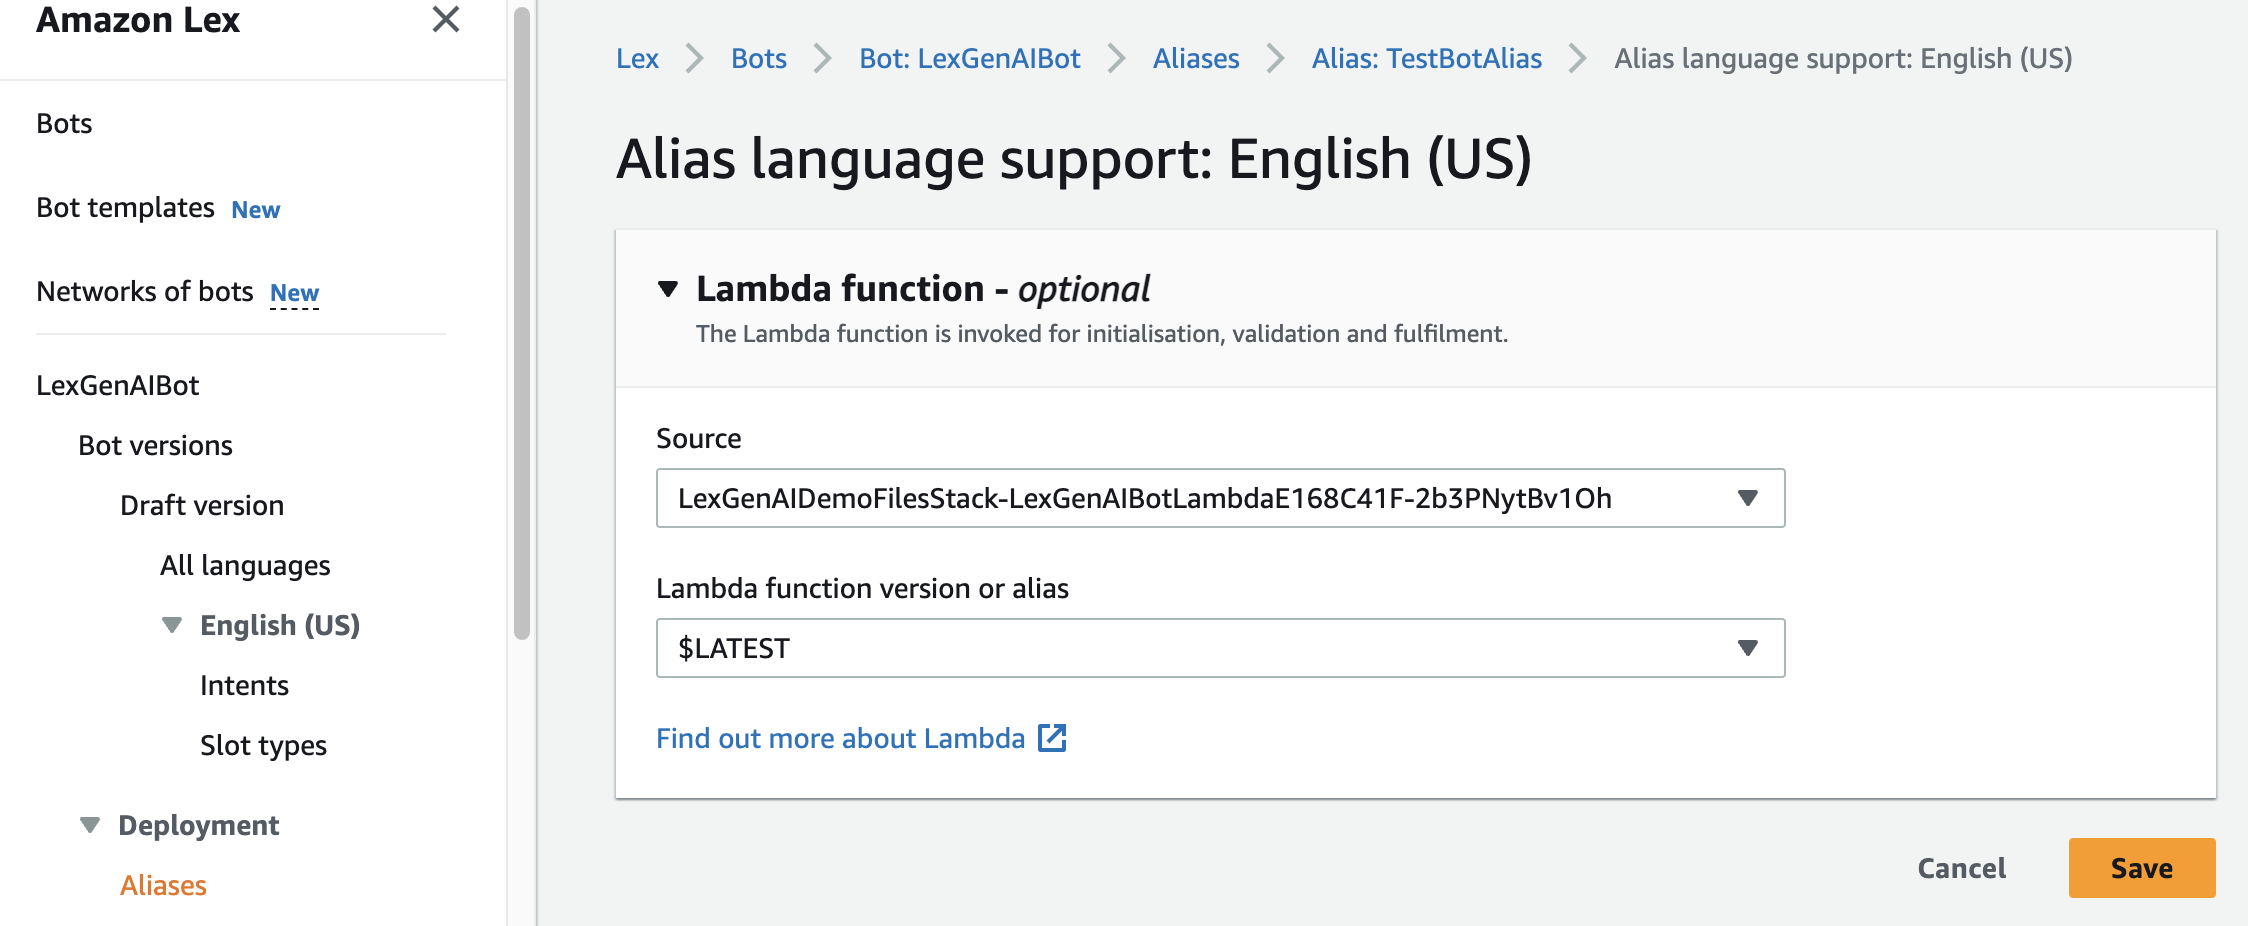 Amazon Lex
Bots
Bot templates New
Networks of bots New
LexGenAIBot
Bot versions
Draft version
All languages
English (US)
Intents
Slot types
Deployment
Aliases
Lex Bots Bot: LexGenAIBot Aliases Alias: TestBotAlias Alias language support: English (US)
Alias language support: English (US)
Lambda function - optional
The Lambda function is invoked for initialisation, validation and fulfilment.
Source
LexGenAIDemoFilesStack-LexGenAIBotLambdaE168C41F-2b3PNytBv1Oh
Lambda function version or alias
$LATEST
Find out more about Lambda
Cancel Save